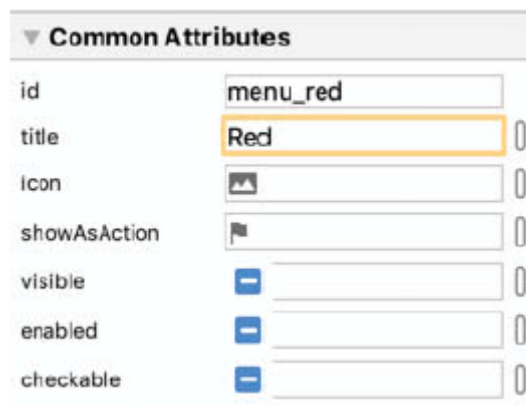 Common Attributes
id menu_red
title Red
icon
showAsAction
visible
enabled
checkable